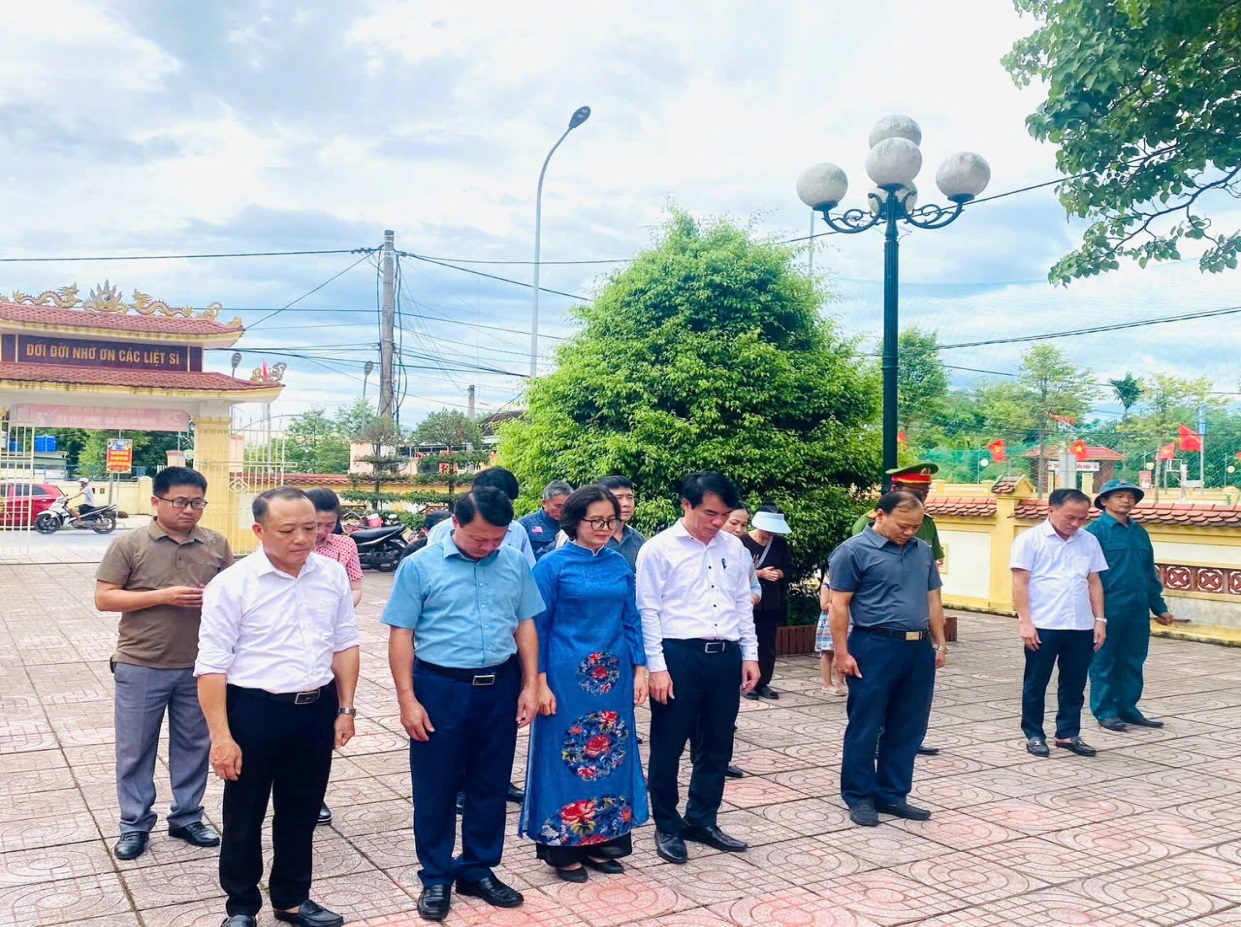 ĐỜI ĐỜI NHỚ ƠN CÁC LIỆT SĨ